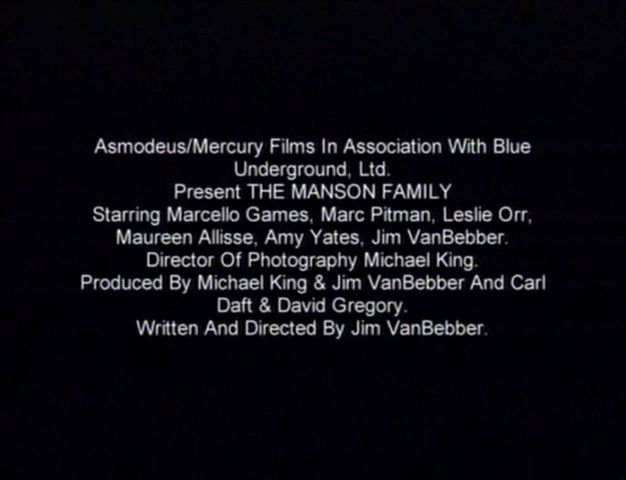 Asmodeus/Mercury Films In Association With Blue
Underground, Ltd.
Present THE MANSON FAMILY
Starring Marcello Games, Marc Pitman, Leslie Orr,
Maureen Allisse, Amy Yates, Jim VanBebber.
Director Of Photography Michael King.
Produced By Michael King & Jim VanBebber And Carl
Daft & David Gregory.
Written And Directed By Jim VanBebber.